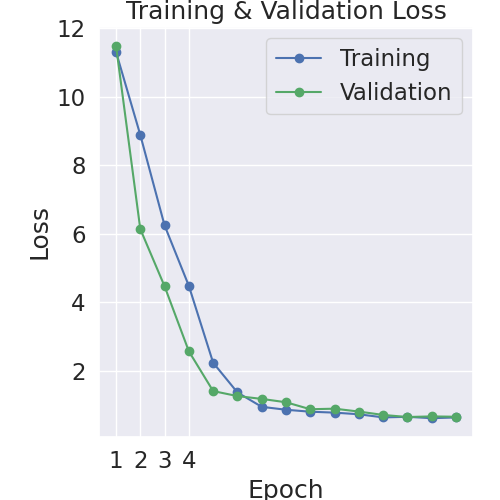 Training & Validation Loss
Training
Validation
12
10
8
6
4
2
Loss
1 2 3 4
Epoch